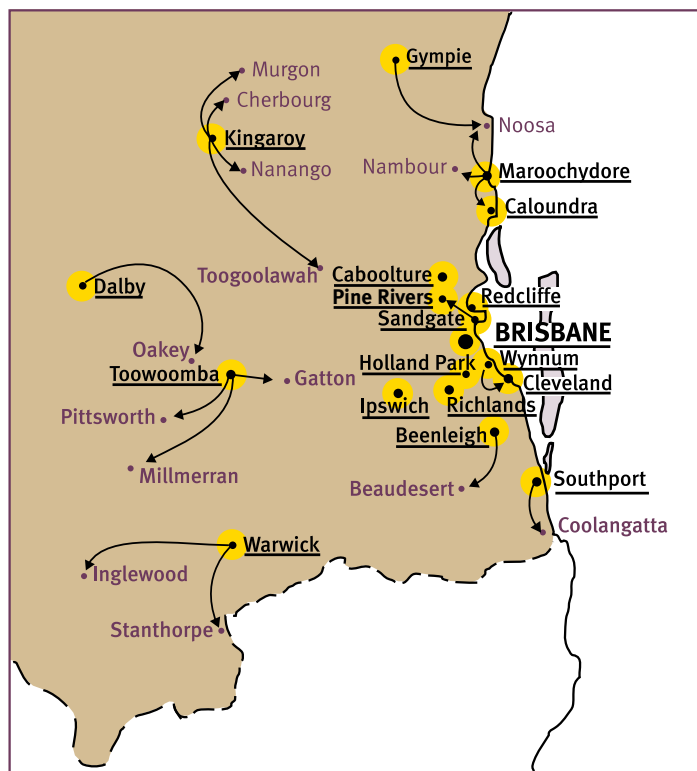 Gympie
Murgon
Cherbourg
Noosa
Kingaroy
Nanango
Nambour
Maroochydore
Caloundra
Toogoolawah
Caboolture
Dalby
Pine Rivers
Redcliffe
Sandgate
BRISBANE
Oakey
Holland Park
Wynnum
Toowoomba
Gatton
Cleveland
Ipswich
Richlands
Pittsworth
Beenleigh
Millmerran
Beaudesert
Southport
Coolangatta
Warwick
Inglewood
Stanthorpe